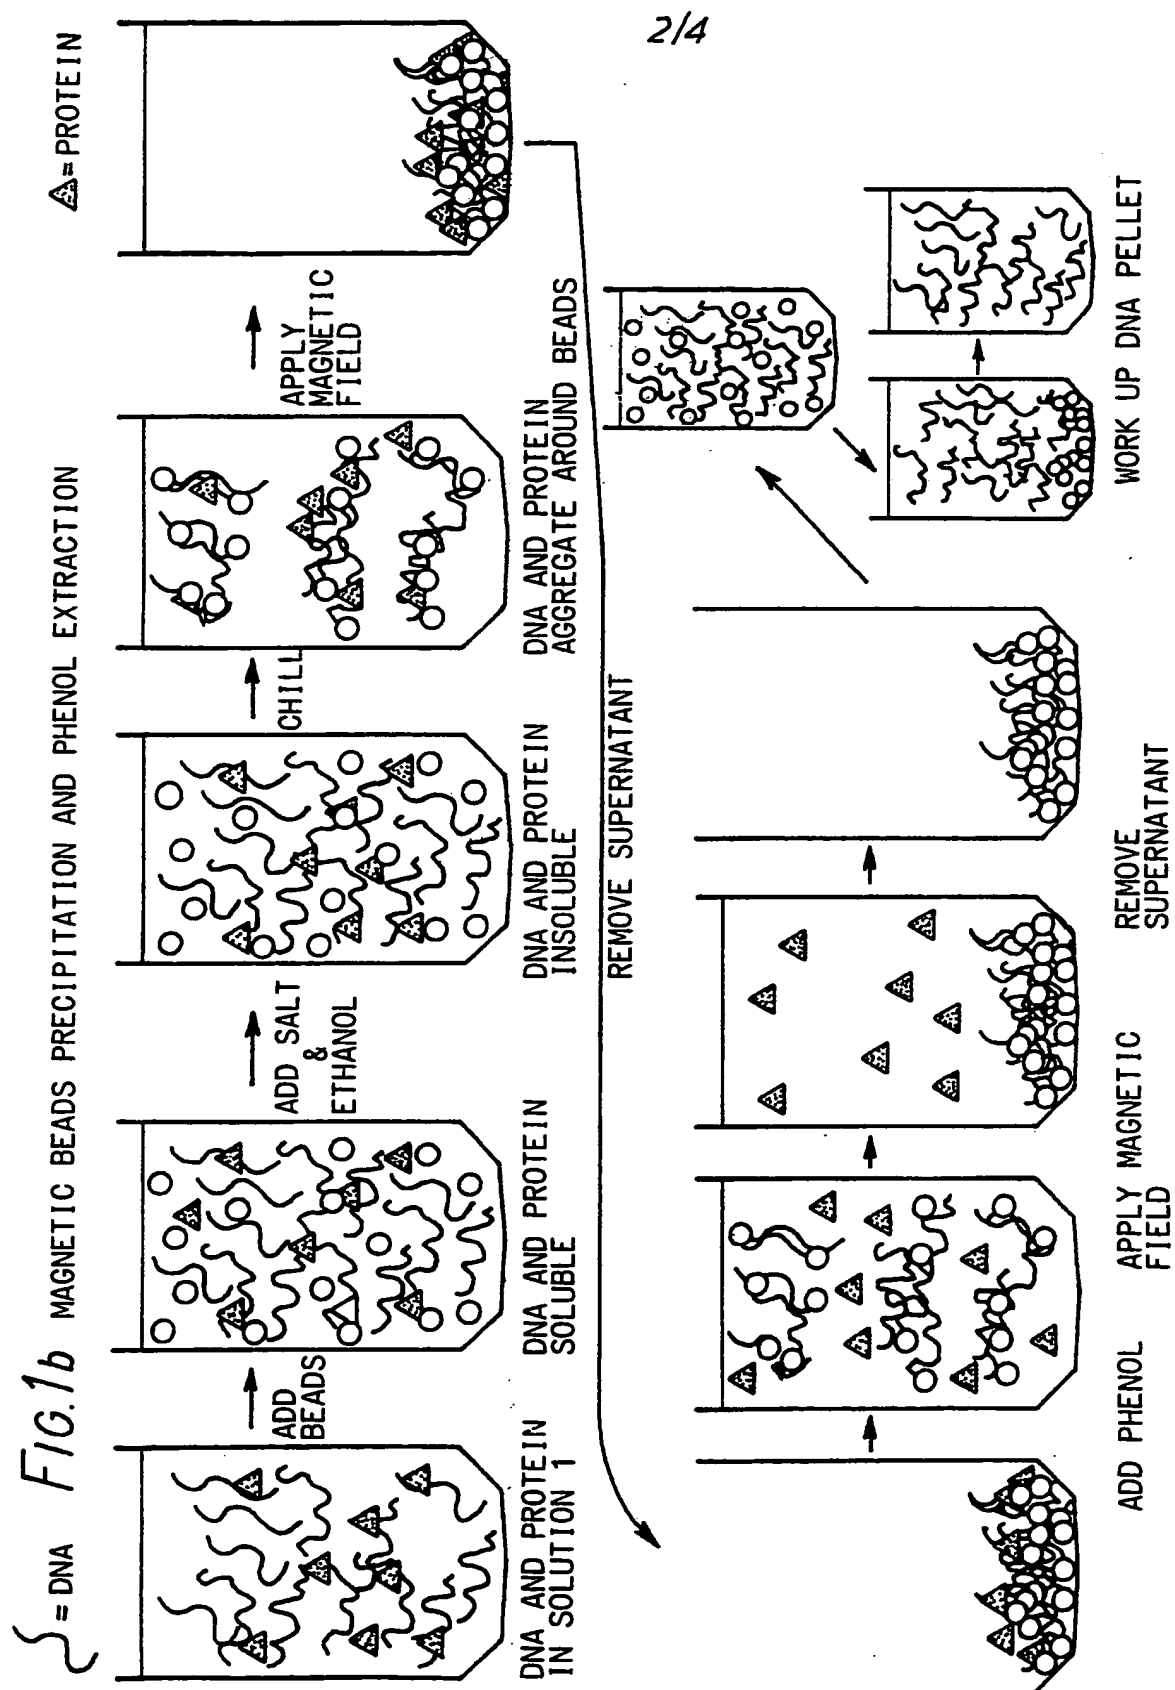 2/4
= DNA
FIG.1b
MAGNETIC BEADS PRECIPITATION AND PHENOL EXTRACTION
= PROTEIN
ADD
BEADS
ADD SALT
&
ETHANOL
CHILL
APPLY
MAGNETIC
FIELD
DNA AND PROTEIN
IN SOLUTION 1
DNA AND PROTEIN
SOLUBLE
DNA AND PROTEIN
INSOLUBLE
DNA AND PROTEIN
AGGREGATE AROUND BEADS
REMOVE SUPERNATANT
ADD PHENOL
APPLY MAGNETIC
FIELD
REMOVE
SUPERNATANT
WORK UP DNA PELLET